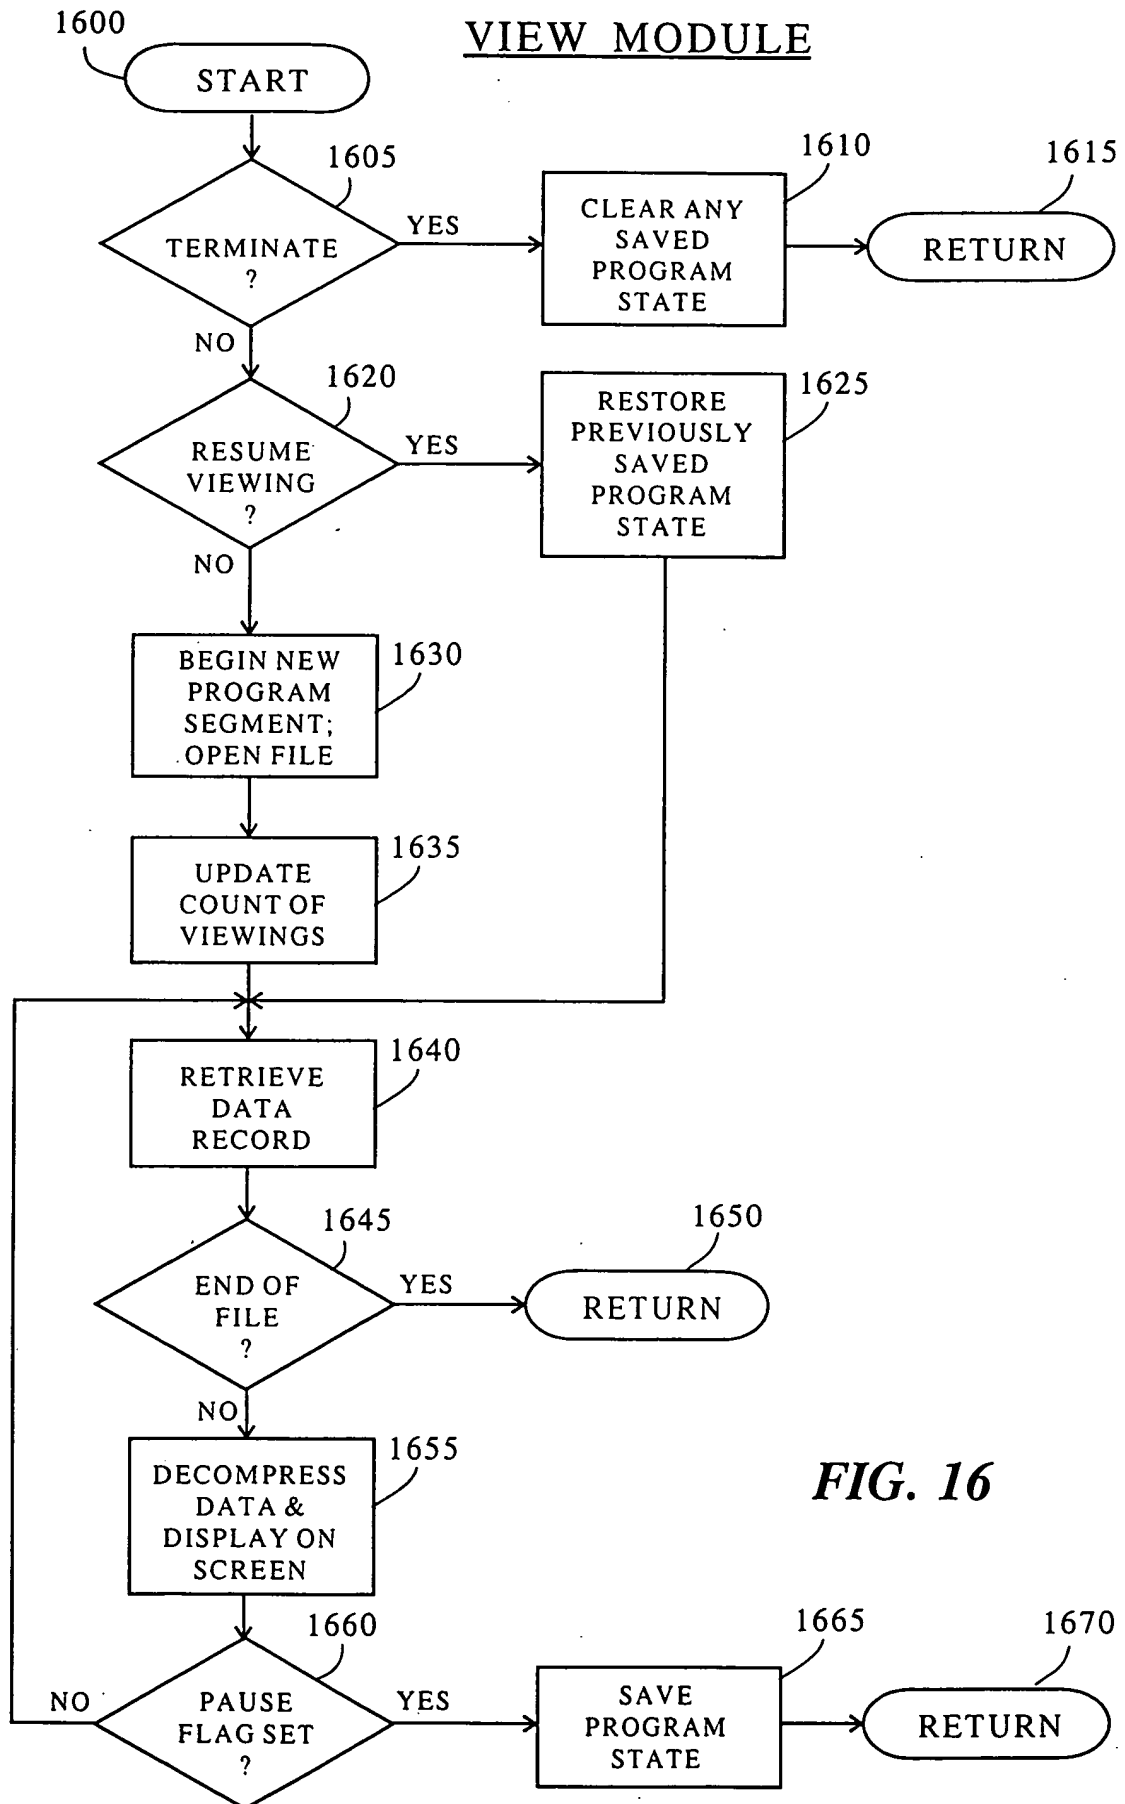 1600
VIEW MODULE
START
1605
TERMINATE
?
YES
NO
1610
CLEAR ANY
SAVED
PROGRAM
STATE
1615
RETURN
1620
RESUME
VIEWING
?
YES
NO
1625
RESTORE
PREVIOUSLY
SAVED
PROGRAM
STATE
1630
BEGIN NEW
PROGRAM
SEGMENT;
OPEN FILE
1635
UPDATE
COUNT OF
VIEWINGS
1640
RETRIEVE
DATA
RECORD
1645
END OF
FILE
?
YES
NO
1650
RETURN
1655
DECOMPRESS
DATA &
DISPLAY ON
SCREEN
FIG. 16
1660
PAUSE
FLAG SET
?
NO
YES
1665
SAVE
PROGRAM
STATE
1670
RETURN